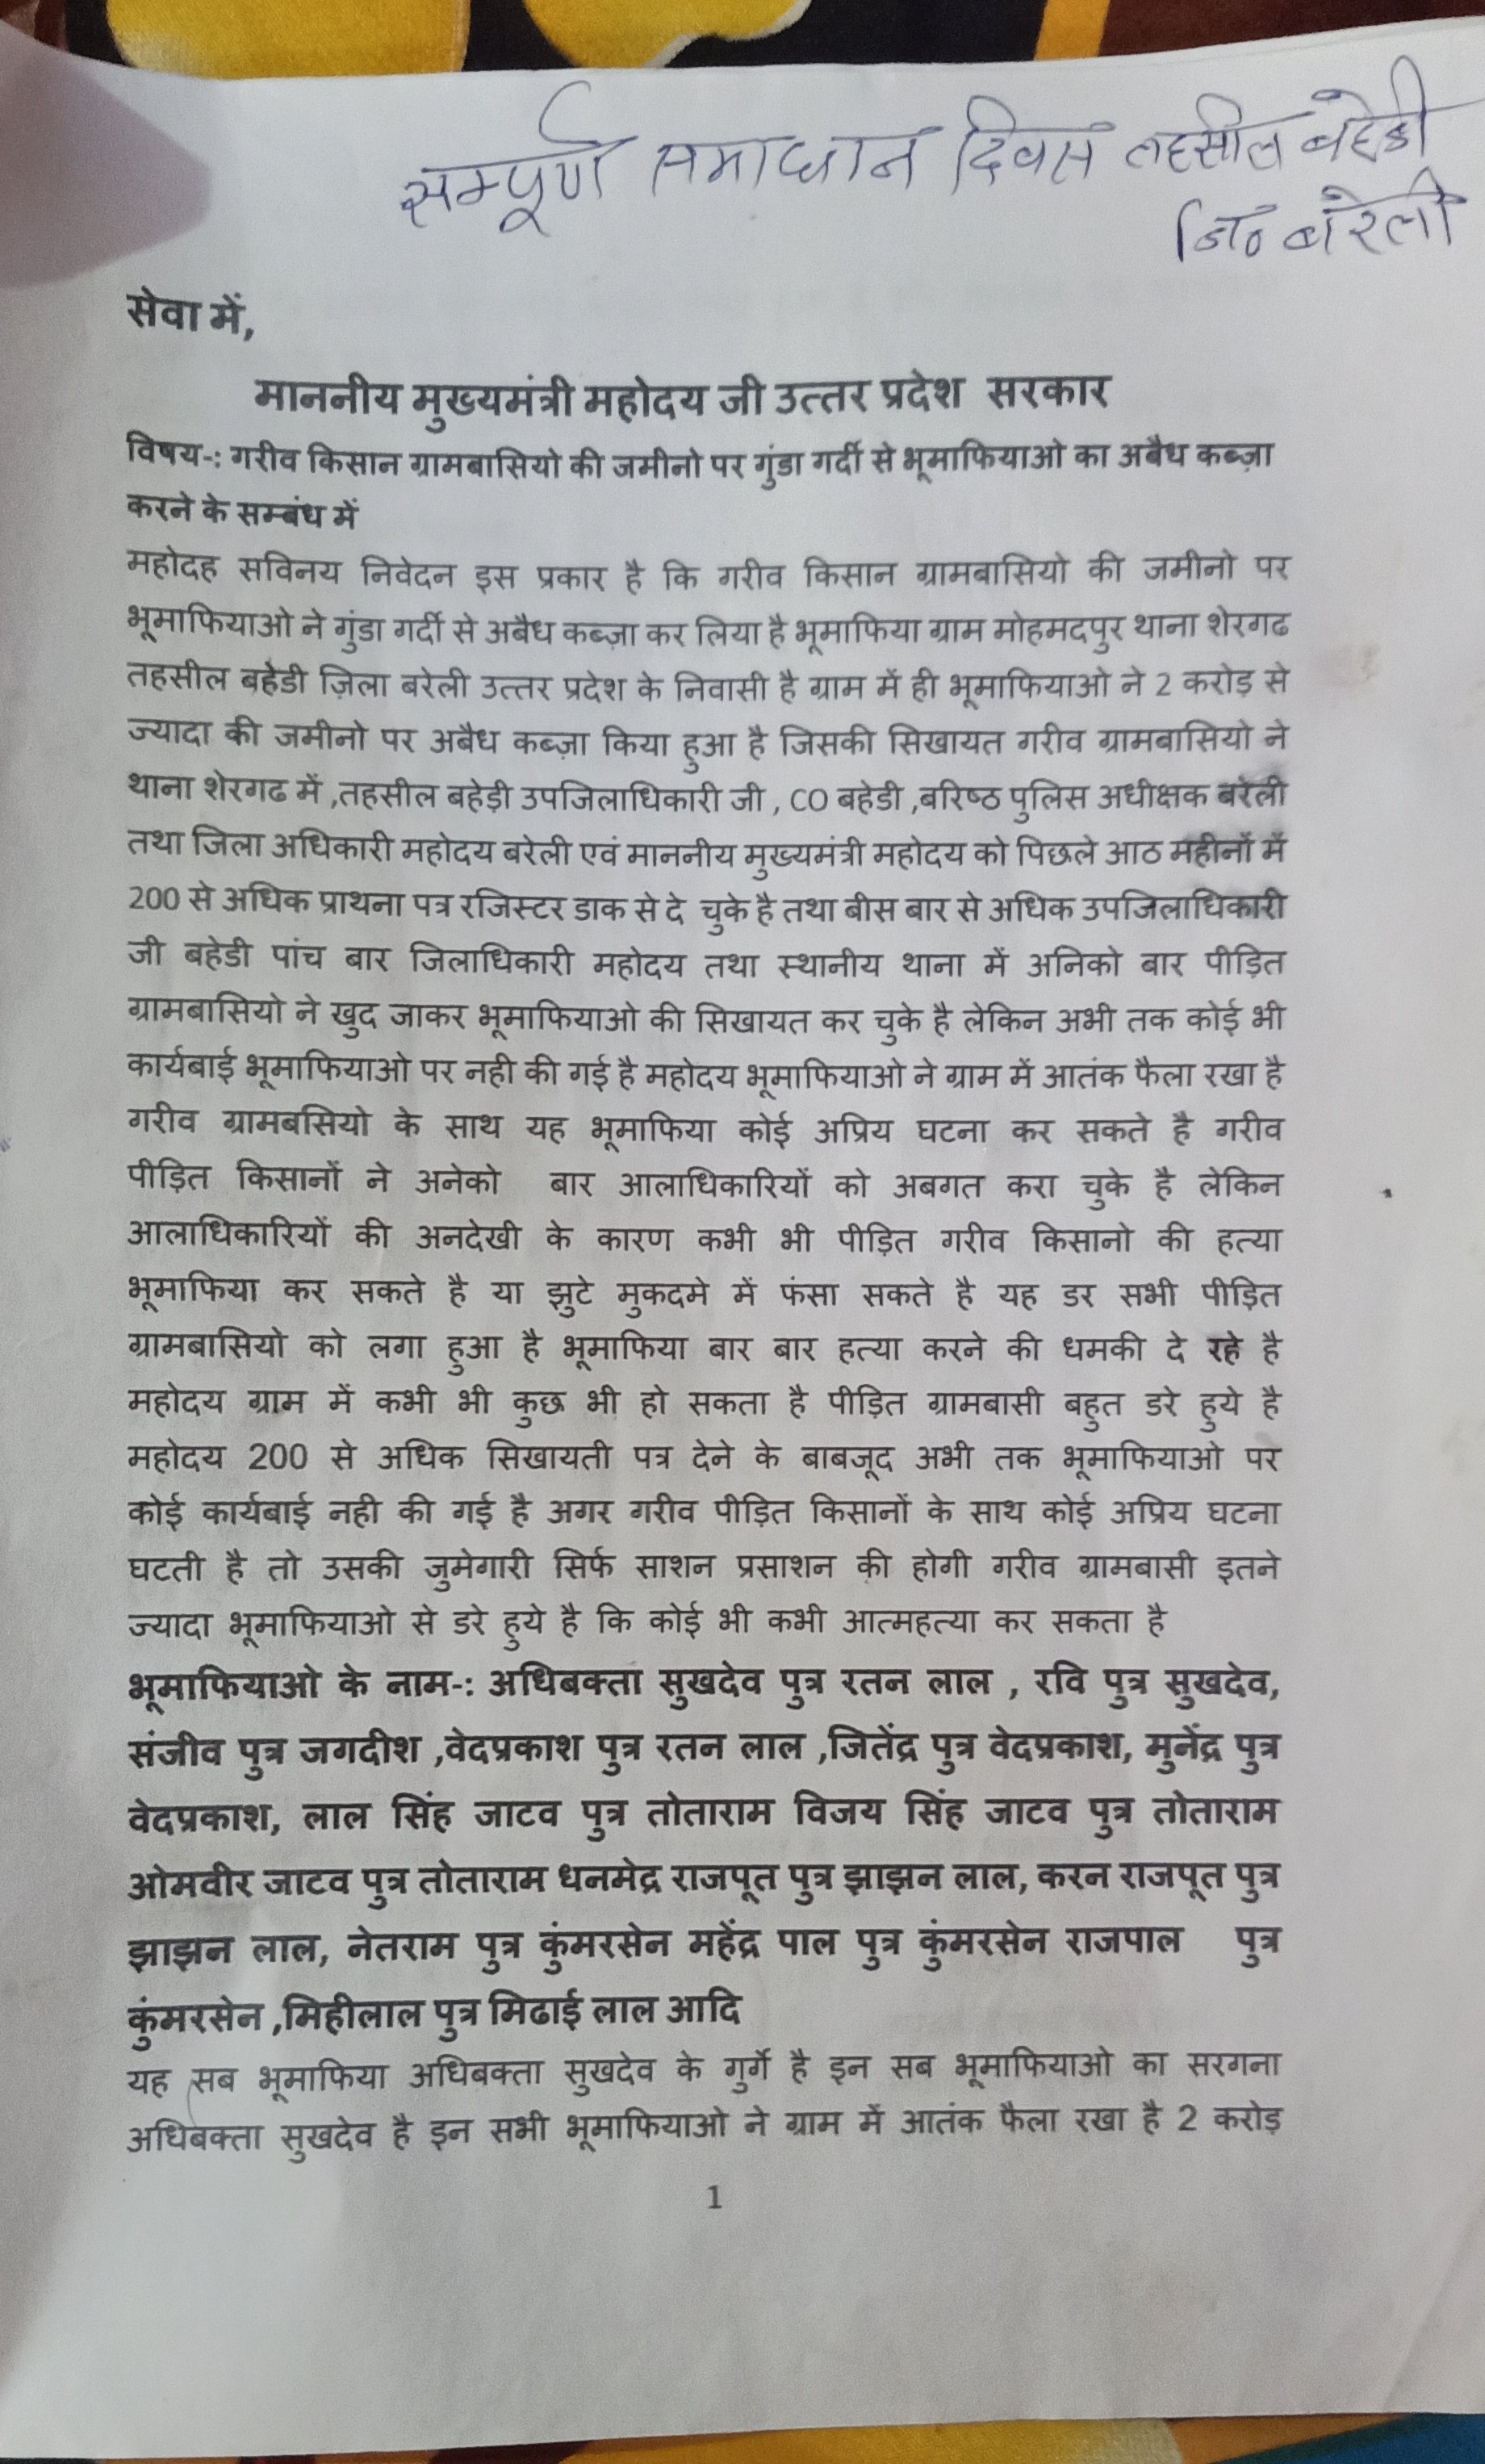 सम्पूर्ण समाधान दिवस तहसील बहेडी
जि० बरेली
सेवा में,
माननीय मुख्यमंत्री महोदय जी उत्तर प्रदेश सरकार
विषय-: गरीव किसान ग्रामबासियो की जमीनो पर गुंडा गर्दी से भूमाफियाओ का अबैध कब्ज़ा
करने के सम्बंध में
महोदह सविनय निवेदन इस प्रकार है कि गरीव किसान ग्रामबासियो की जमीनो पर
भूमाफियाओ ने गुंडा गर्दी से अबैध कब्ज़ा कर लिया है भूमाफिया ग्राम मोहमदपुर थाना शेरगढ
तहसील बहेडी ज़िला बरेली उत्तर प्रदेश के निवासी है ग्राम में ही भूमाफियाओ ने 2 करोड़ से
ज्यादा की जमीनो पर अबैध कब्ज़ा किया हुआ है जिसकी सिखायत गरीव ग्रामबासियो ने
थाना शेरगढ में ,तहसील बहेड़ी उपजिलाधिकारी जी , CO बहेडी ,बरिष्ठ पुलिस अधीक्षक बरेली
तथा जिला अधिकारी महोदय बरेली एवं माननीय मुख्यमंत्री महोदय को पिछले आठ महीनों में
200 से अधिक प्राथना पत्र रजिस्टर डाक से दे चुके है तथा बीस बार से अधिक उपजिलाधिकारी
जी बहेडी पांच बार जिलाधिकारी महोदय तथा स्थानीय थाना में अनिको बार पीड़ित
ग्रामबासियो ने खुद जाकर भूमाफियाओ की सिखायत कर चुके है लेकिन अभी तक कोई भी
कार्यबाई भूमाफियाओ पर नही की गई है महोदय भूमाफियाओ ने ग्राम में आतंक फैला रखा है
गरीव ग्रामबसियो के साथ यह भूमाफिया कोई अप्रिय घटना कर सकते है गरीव
पीड़ित किसानों ने अनेको बार आलाधिकारियों को अबगत करा चुके है लेकिन
आलाधिकारियों की अनदेखी के कारण कभी भी पीड़ित गरीव किसानो की हत्या
भूमाफिया कर सकते है या झुटे मुकदमे में फंसा सकते है यह डर सभी पीड़ित
ग्रामबासियो को लगा हुआ है भूमाफिया बार बार हत्या करने की धमकी दे रहे है
महोदय ग्राम में कभी भी कुछ भी हो सकता है पीड़ित ग्रामबासी बहुत डरे हुये है
महोदय 200 से अधिक सिखायती पत्र देने के बाबजूद अभी तक भूमाफियाओ पर
कोई कार्यबाई नही की गई है अगर गरीव पीड़ित किसानों के साथ कोई अप्रिय घटना
घटती है तो उसकी जुमेगारी सिर्फ साशन प्रसाशन की होगी गरीव ग्रामबासी इतने
ज्यादा भूमाफियाओ से डरे हुये है कि कोई भी कभी आत्महत्या कर सकता है
भूमाफियाओ के नाम-: अधिबक्ता सुखदेव पुत्र रतन लाल , रवि पुत्र सुखदेव,
संजीव पुत्र जगदीश ,वेदप्रकाश पुत्र रतन लाल ,जितेंद्र पुत्र वेदप्रकाश, मुनेंद्र पुत्र
वेदप्रकाश, लाल सिंह जाटव पुत्र तोताराम विजय सिंह जाटव पुत्र तोताराम
ओमवीर जाटव पुत्र तोताराम धनमेद्र राजपूत पुत्र झाझन लाल, करन राजपूत पुत्र
झाझन लाल, नेतराम पुत्र कुंमरसेन महेंद्र पाल पुत्र कुंमरसेन राजपाल पुत्र
कुंमरसेन ,मिहीलाल पुत्र मिढाई लाल आदि
यह सब भूमाफिया अधिबक्ता सुखदेव के गुर्गे है इन सब भूमाफियाओ का सरगना
अधिबक्ता सुखदेव है इन सभी भूमाफियाओ ने ग्राम में आतंक फैला रखा है 2 करोड़
1